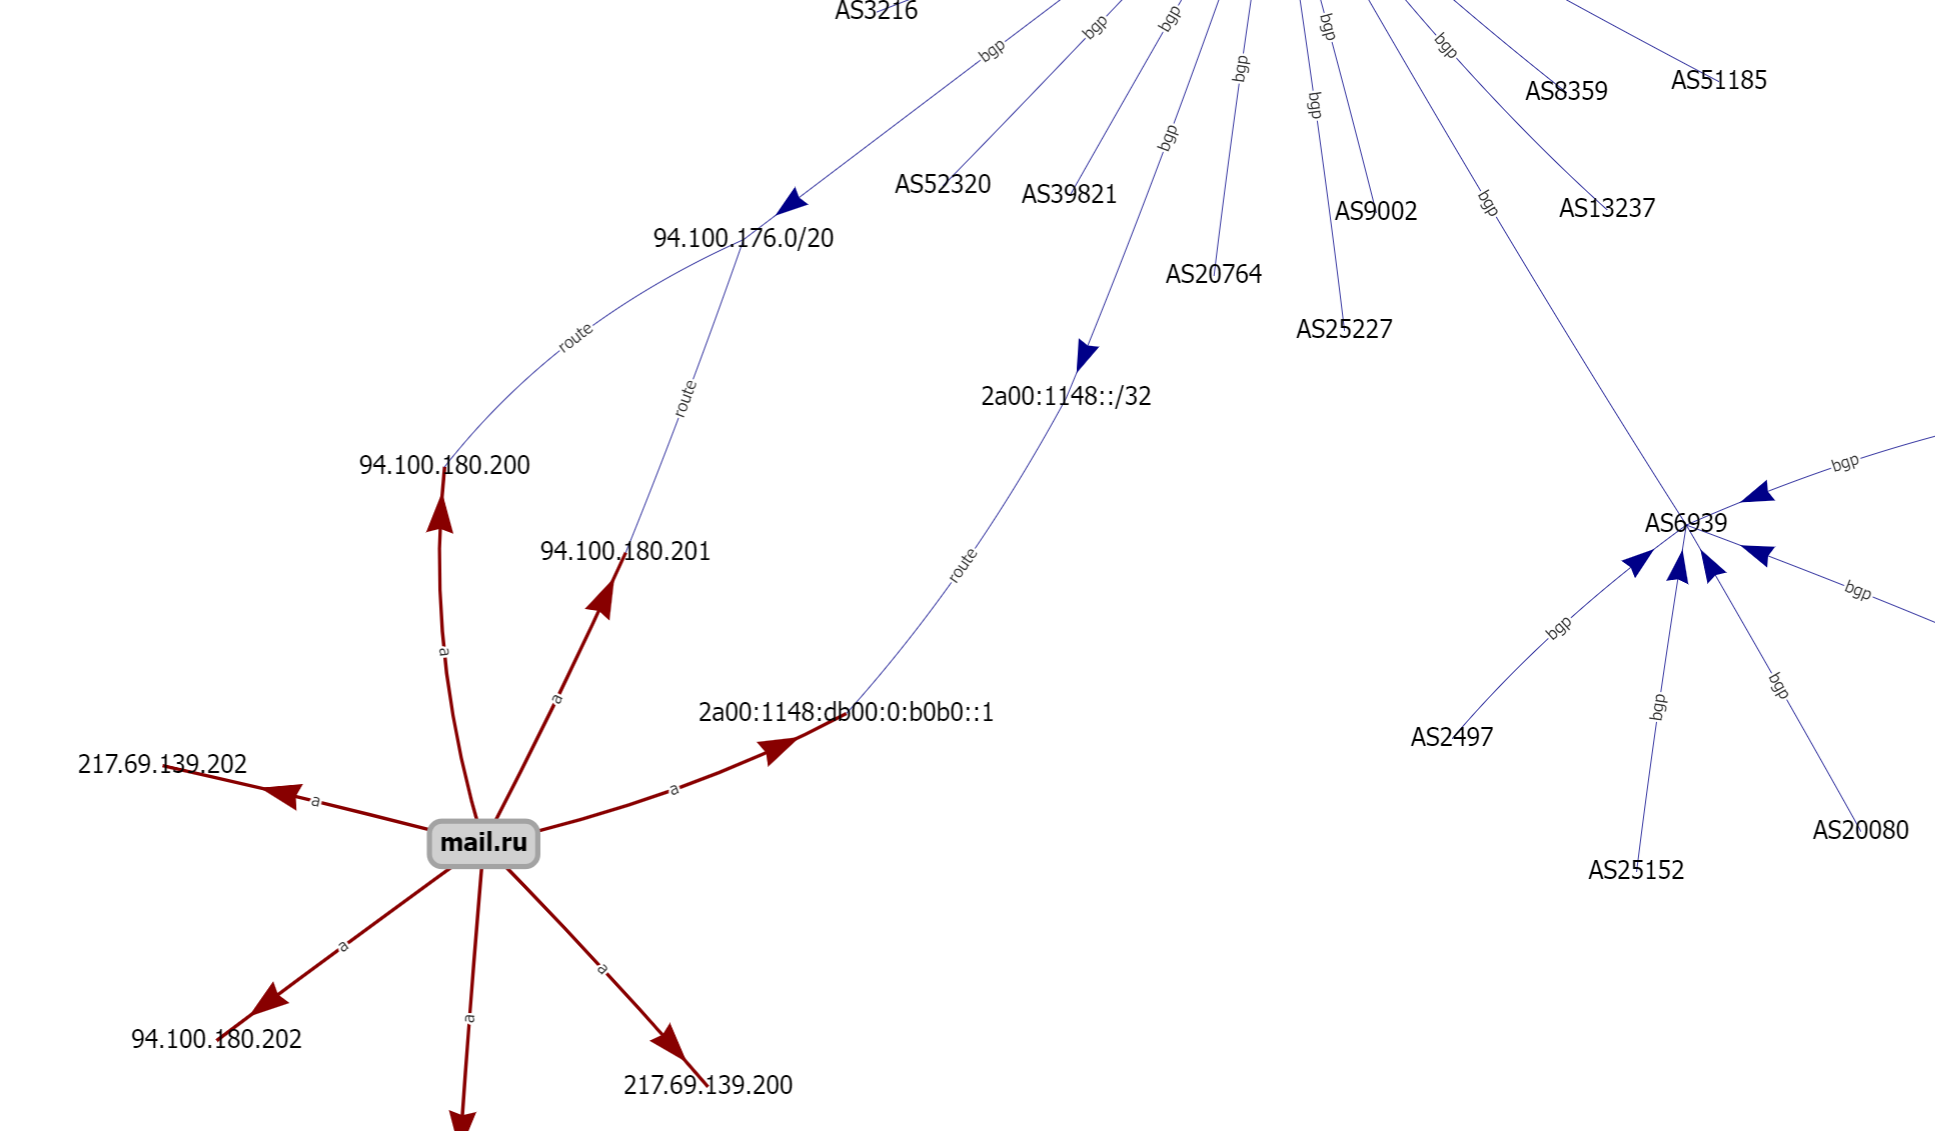 AS3216
bgp
bgp
bgp
bgp
bgp
bgp
AS51185
AS8359
bgp
bgp
bgp
AS52320
AS39821
bgp
AS9002
AS13237
94.100.176.0/20
AS20764
AS25227
route
route
2a00:1148::/32
94.100.180.200
bgp
AS6939
94.100.180.201
route
bgp
bgp
a
bgp
a
bgp
2a00:1148:db00:0:b0b0::1
AS2497
217.69.139.202
a
a
AS20080
mail.ru
AS25152
a
a
a
94.100.180.202
217.69.139.200